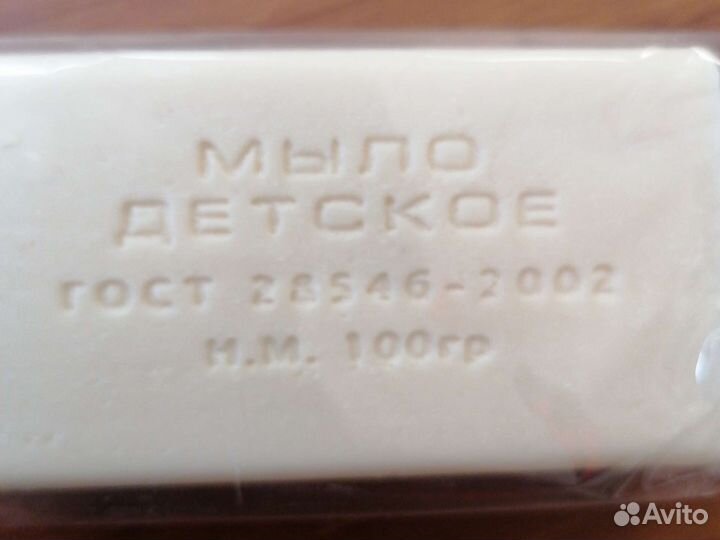 МЫЛО
ДЕТСКОЕ
ГОСТ 28546-2002
Н.М. 100гр
Avito